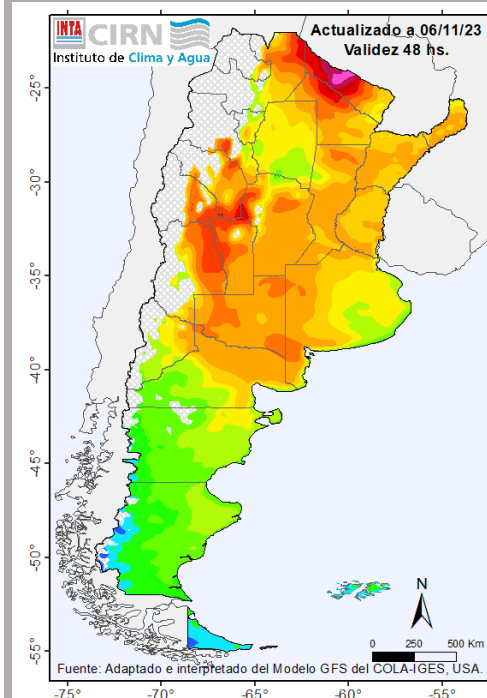 INTA CIRN
Instituto de Clima y Agua
Actualizado a 06/11/23
Validez 48 hs.
-25°
-30°
-35°
-40°
-45°
-50°
-55°
N
0 250 500 Km
Fuente: Adaptado e interpretado del Modelo GFS del COLA-IGES, USA.
-75° -70° -65° -60° -55°